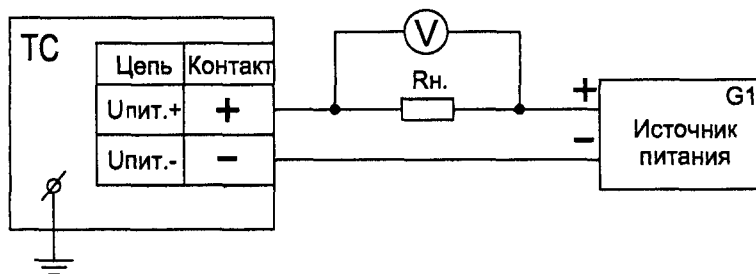 ТС
Цепь Контакт
Uпит.+ +
Uпит.- −
V
Rн.
+
−
G1
Источник
питания